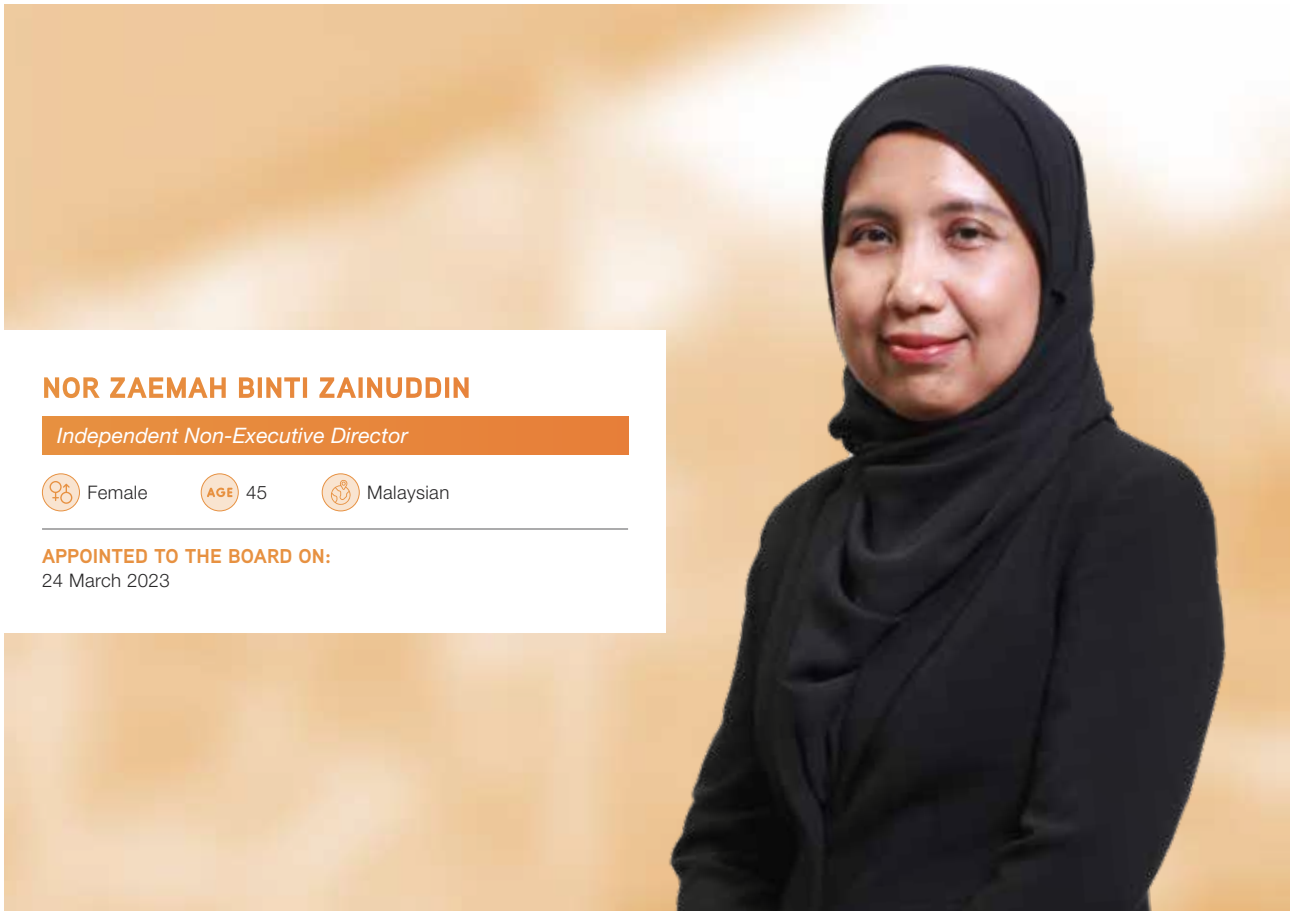 NOR ZAEMAH BINTI ZAINUDDIN
Independent Non-Executive Director
Female AGE 45 Malaysian
APPOINTED TO THE BOARD ON:
24 March 2023